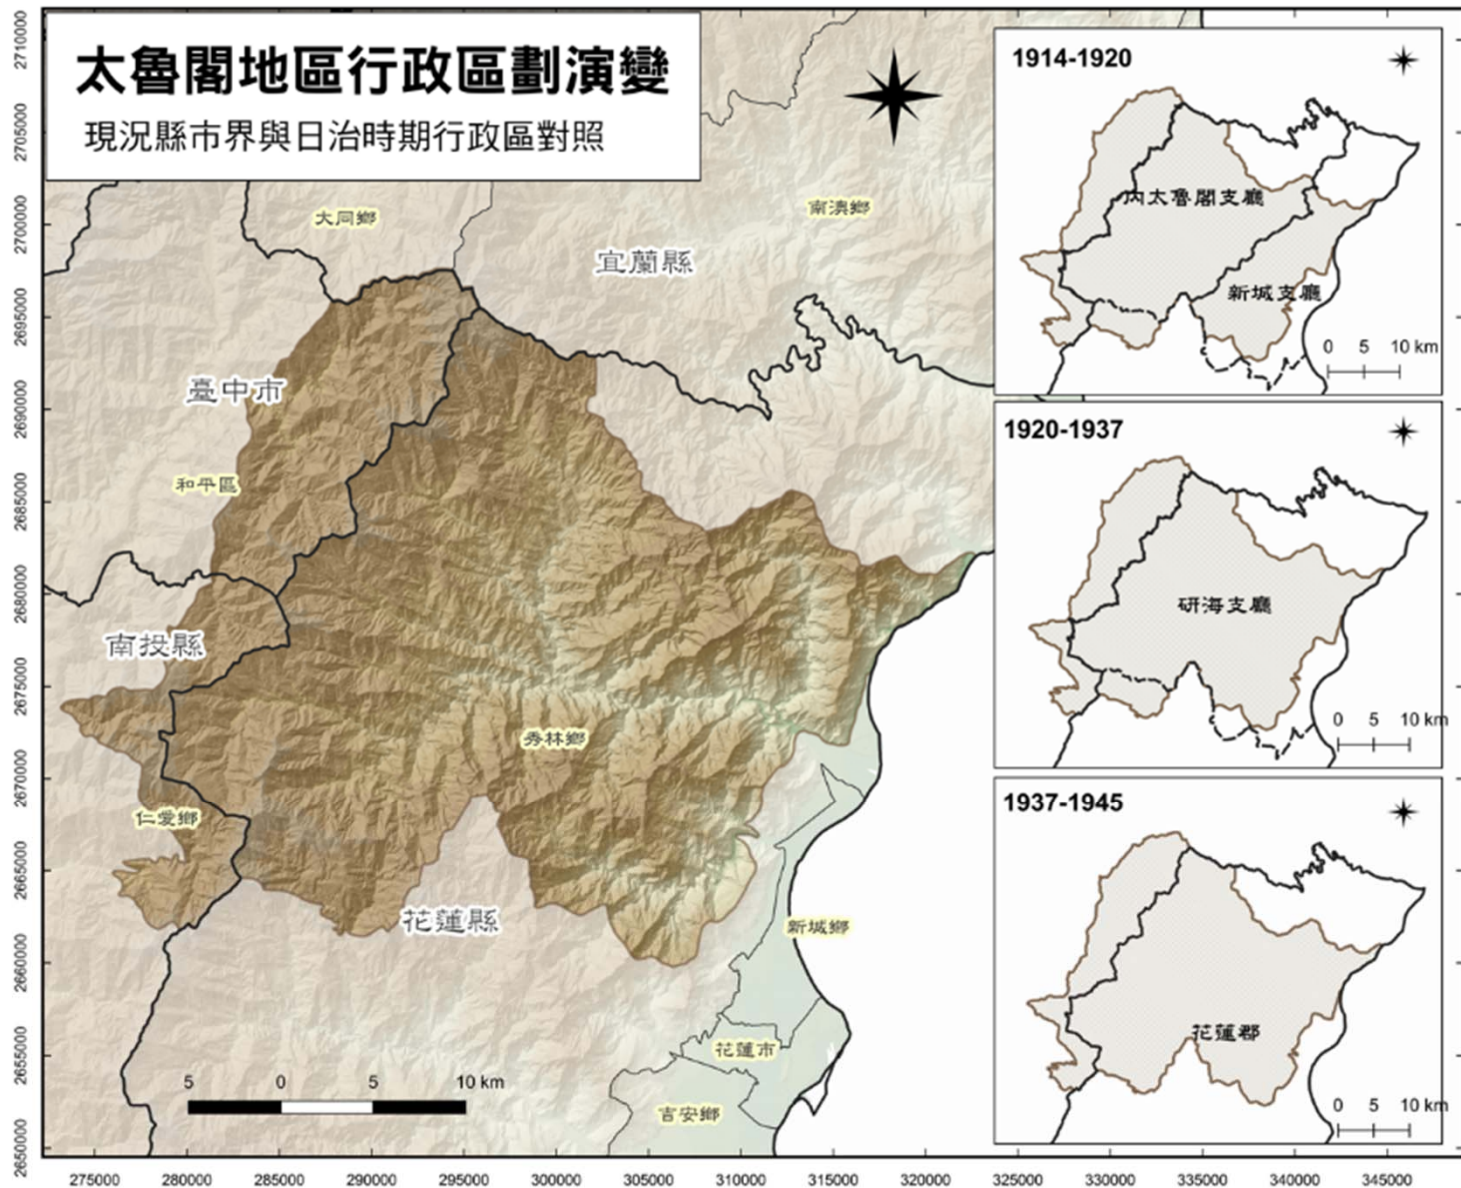 太魯閣地區行政區劃演變
現況縣市界與日治時期行政區對照
大同鄉
南澳鄉
宜蘭縣
臺中市
和平區
南投縣
秀林鄉
仁愛鄉
花蓮縣
新城鄉
花蓮市
吉安鄉
5 0 5 10 km
1914-1920
內太魯閣支廳
新城支廳
0 5 10 km
1920-1937
研海支廳
0 5 10 km
1937-1945
花蓮郡
0 5 10 km
2710000
2705000
2700000
2695000
2690000
2685000
2680000
2675000
2670000
2665000
2660000
2655000
2650000
275000 280000 285000 290000 295000 300000 305000 310000 315000 320000 325000 330000 335000 340000 345000